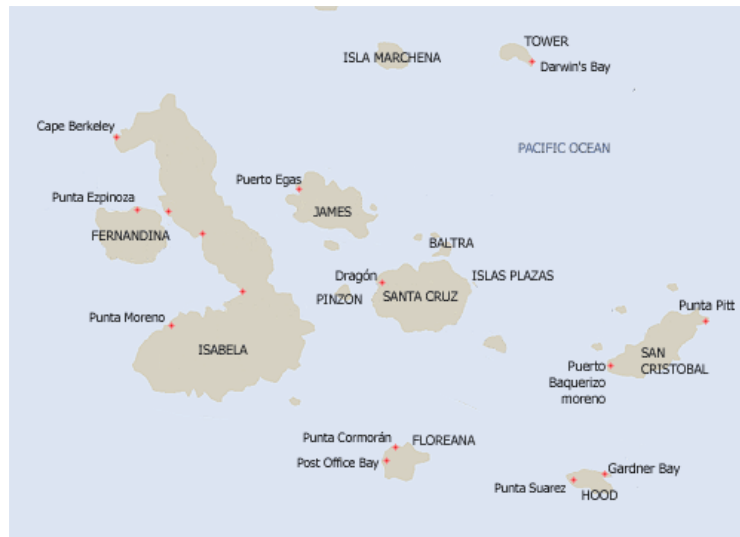 TOWER
ISLA MARCHENA
Darwin's Bay
Cape Berkeley
PACIFIC OCEAN
Puerto Egas
Punta Ezpinoza
JAMES
FERNANDINA
BALTRA
Dragón
ISLAS PLAZAS
PINZON
SANTA CRUZ
Punta Pitt
Punta Moreno
ISABELA
SAN
CRISTOBAL
Puerto
Baquerizo
moreno
Punta Cormorán
FLOREANA
Post Office Bay
Gardner Bay
Punta Suarez
HOOD